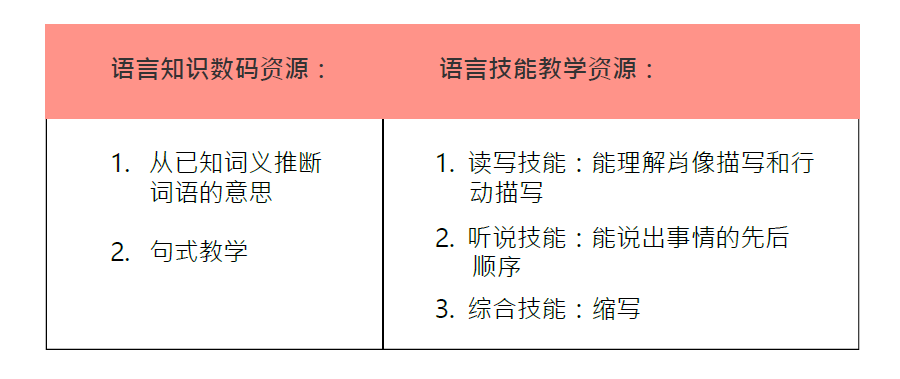 语言知识数码资源：
语言技能教学资源：
1. 从已知词义推断
词语的意思
2. 句式教学
1. 读写技能：能理解肖像描写和行
动描写
2. 听说技能：能说出事情的先后
顺序
3. 综合技能：缩写